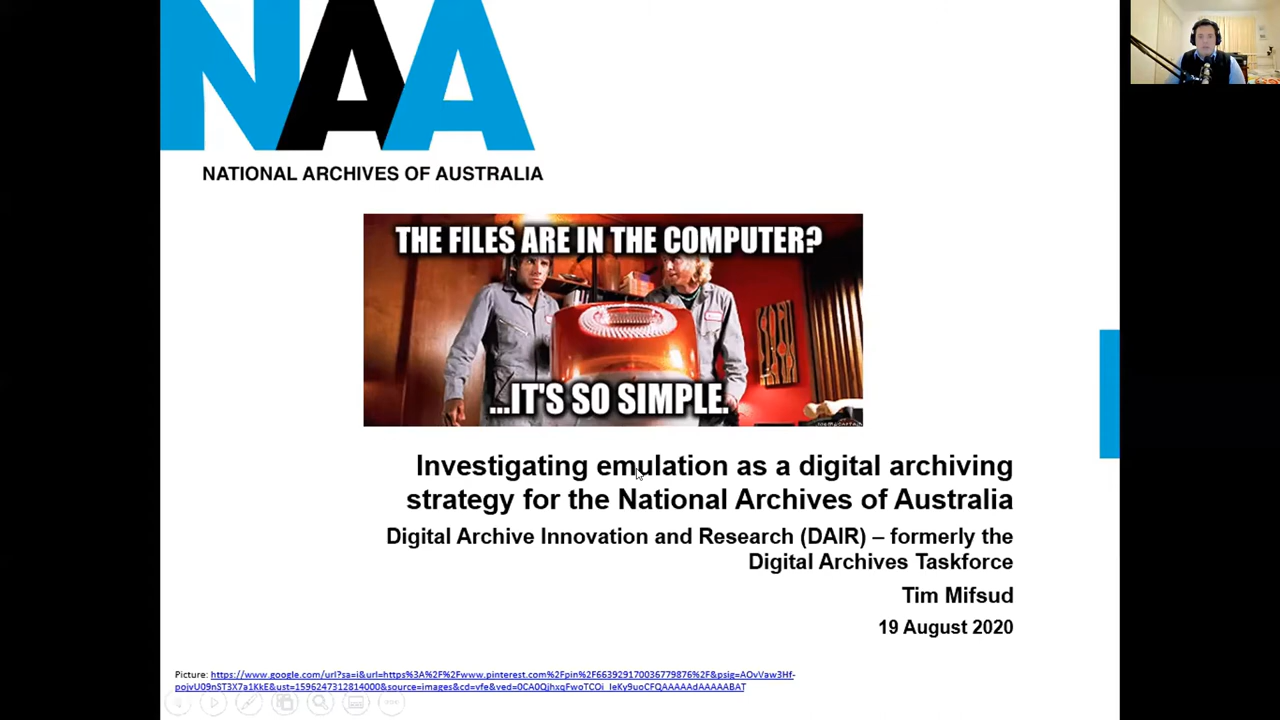 NAA
NATIONAL ARCHIVES OF AUSTRALIA
THE FILES ARE IN THE COMPUTER?
...IT'S SO SIMPLE.
Investigating emulation as a digital archiving
strategy for the National Archives of Australia
Digital Archive Innovation and Research (DAIR) – formerly the
Digital Archives Taskforce
Tim Mifsud
19 August 2020
Picture: https://www.google.com/url?sa=i&url=https%3A%2F%2Fwww.pinterest.com%2Fpin%2F663929170036779876%2F&psig=AOvVaw3Hf-
pojvU09nST3X7a1KkE&ust=1596247312814000&source=images&cd=vfe&ved=0CA0QjhxqFwoTCOi_IeKy9uoCFQAAAAAdAAAAABAT